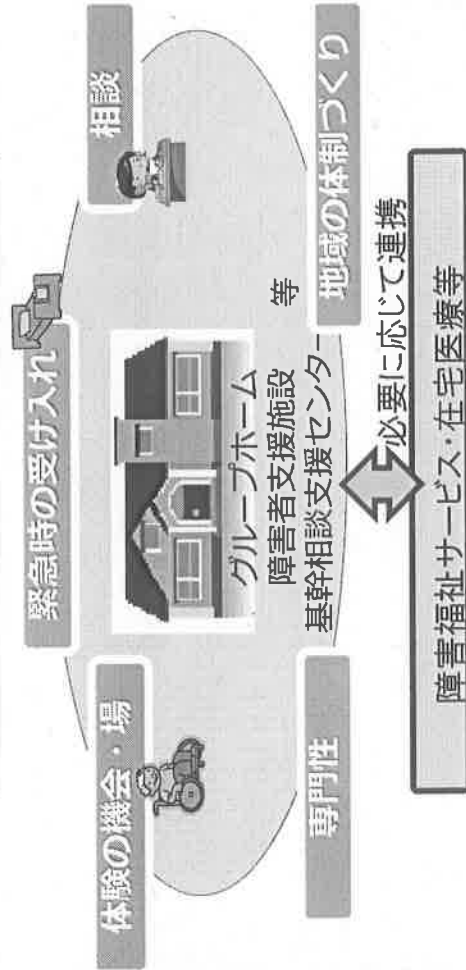 緊急時の受け入れ
体験の機会・場
相談
グループホーム
障害者支援施設 等
基幹相談支援センター
専門性
地域の体制づくり
必要に応じて連携
障害福祉サービス・在宅医療等